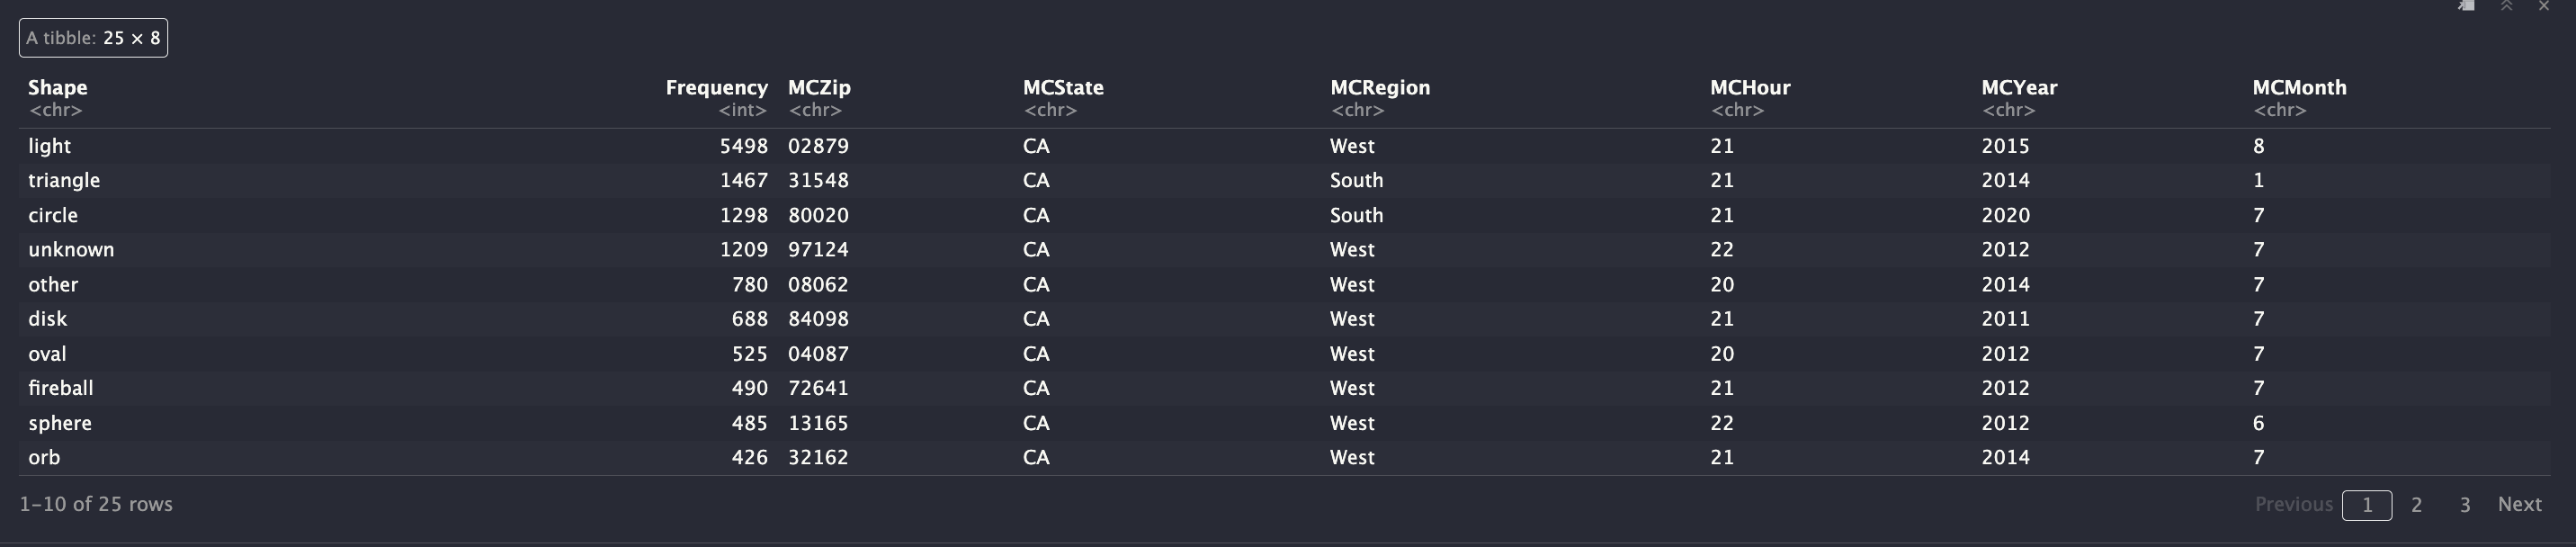 A tibble: 25 × 8
Shape Frequency MCZip MCState MCRegion MCHour MCYear MCMonth
<chr> <int> <chr> <chr> <chr> <chr> <chr> <chr>
light 5498 02879 CA West 21 2015 8
triangle 1467 31548 CA South 21 2014 1
circle 1298 80020 CA South 21 2020 7
unknown 1209 97124 CA West 22 2012 7
other 780 08062 CA West 20 2014 7
disk 688 84098 CA West 21 2011 7
oval 525 04087 CA West 20 2012 7
fireball 490 72641 CA West 21 2012 7
sphere 485 13165 CA West 22 2012 6
orb 426 32162 CA West 21 2014 7
1-10 of 25 rows Previous 1 2 3 Next